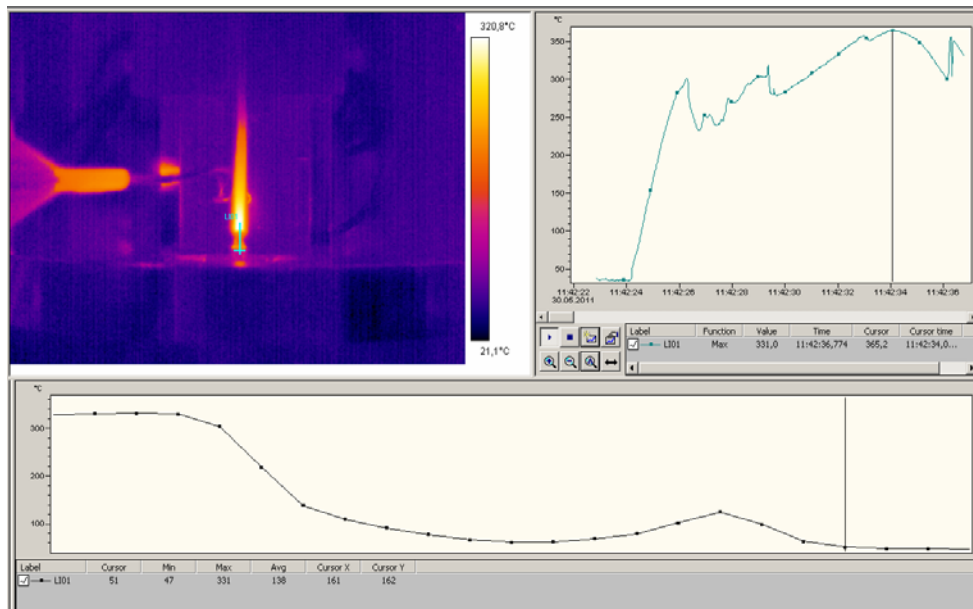 320,8°C
21,1°C
LI01
°C
350
300
250
200
150
100
50
11:42:22 11:42:24 11:42:26 11:42:28 11:42:30 11:42:32 11:42:34 11:42:36
30.05.2011
Label Function Value Time Cursor Cursor time
LI01 Max 331,0 11:42:36,774 365,2 11:42:34,0...
°C
300
200
100
Label Cursor Min Max Avg Cursor X Cursor Y
LI01 51 47 331 138 161 162